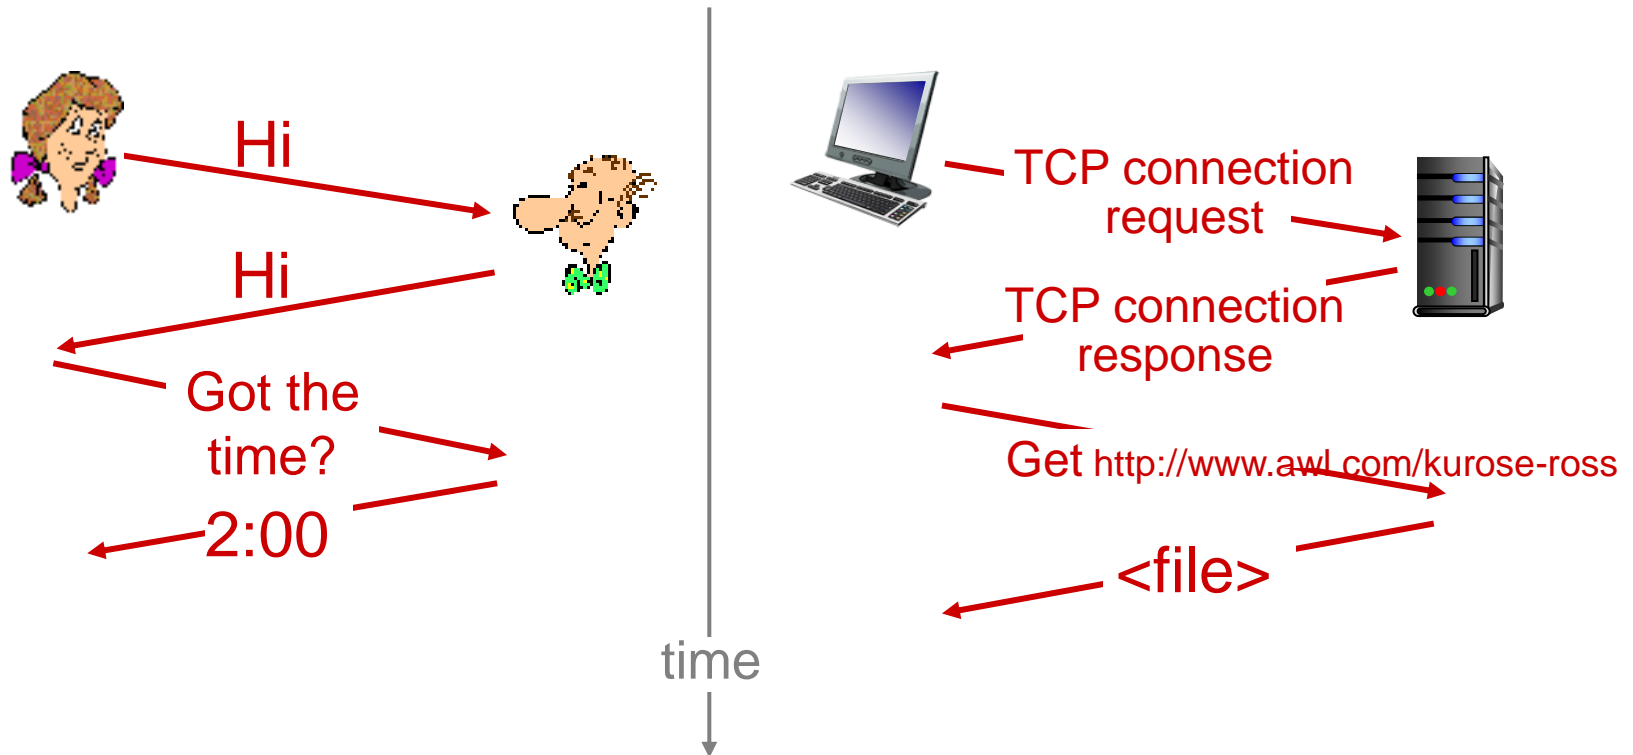 Hi
Hi
Got the
time?
2:00
time
TCP connection
request
TCP connection
response
Get http://www.awl.com/kurose-ross
<file>